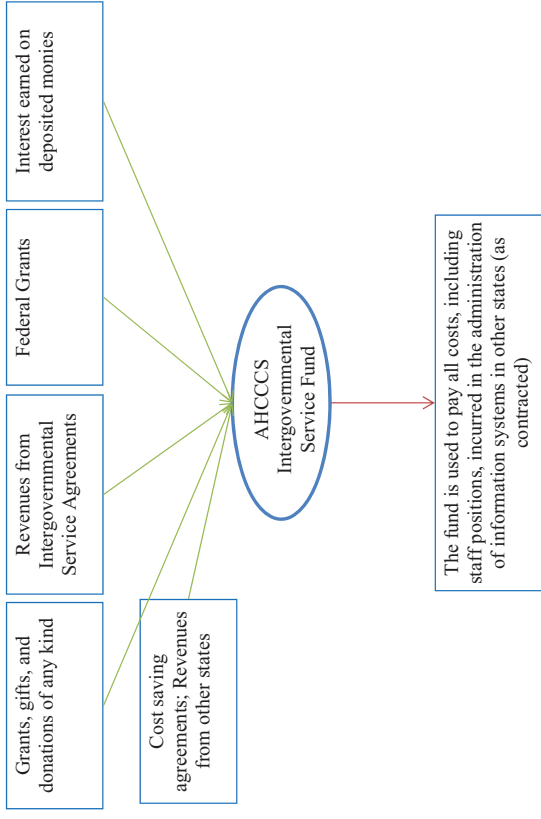 Grants, gifts, and
donations of any kind
Revenues from
Intergovernmental
Service Agreements
Federal Grants
Interest earned on
deposited monies
Cost saving
agreements; Revenues
from other states
AHCCCS
Intergovernmental
Service Fund
The fund is used to pay all costs, including
staff positions, incurred in the administration
of information systems in other states (as
contracted)